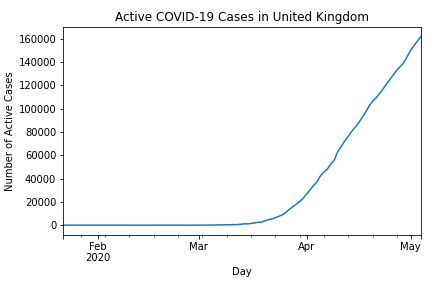 Active COVID-19 Cases in United Kingdom
Number of Active Cases
160000
140000
120000
100000
80000
60000
40000
20000
0
Feb
2020
Mar
Apr
May
Day